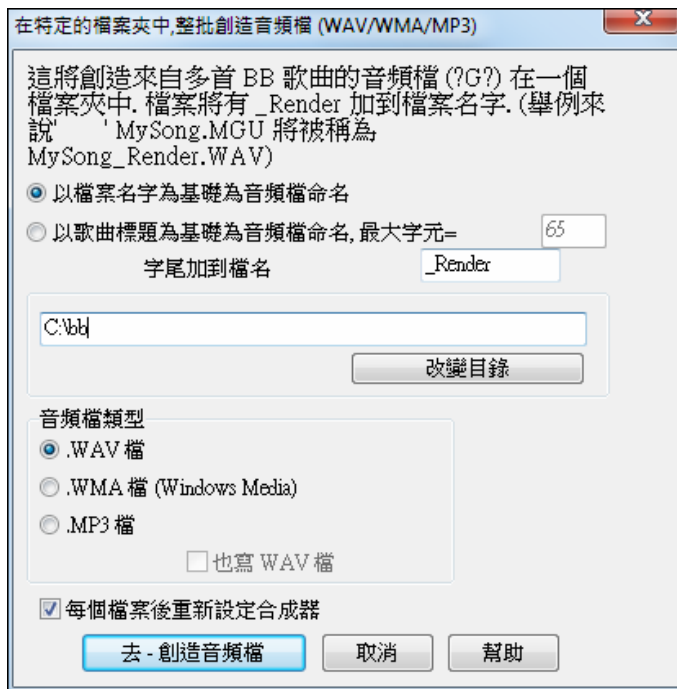 在特定的檔案夾中,整批創造音頻檔 (WAV/WMA/MP3)
這將創造來自多首 BB 歌曲的音頻檔 (?G?) 在一個
檔案夾中. 檔案將有 _Render 加到檔案名字. (舉例來
說' ' MySong.MGU 將被稱為
MySong_Render.WAV)
以檔案名字為基礎為音頻檔命名
以歌曲標題為基礎為音頻檔命名, 最大字元= 65
字尾加到檔名 _Render
C:\bb
改變目錄
音頻檔類型
.WAV 檔
.WMA 檔 (Windows Media)
.MP3 檔
也寫 WAV 檔
每個檔案後重新設定合成器
去 - 創造音頻檔 取消 幫助